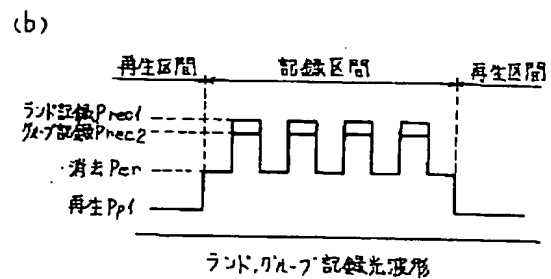 (b)
再生区間 記録区間 再生区間
ランド記録Prec1
グルーブ記録Prec2
消去Per
再生Pp1
ランド,グルーブ記録光波形